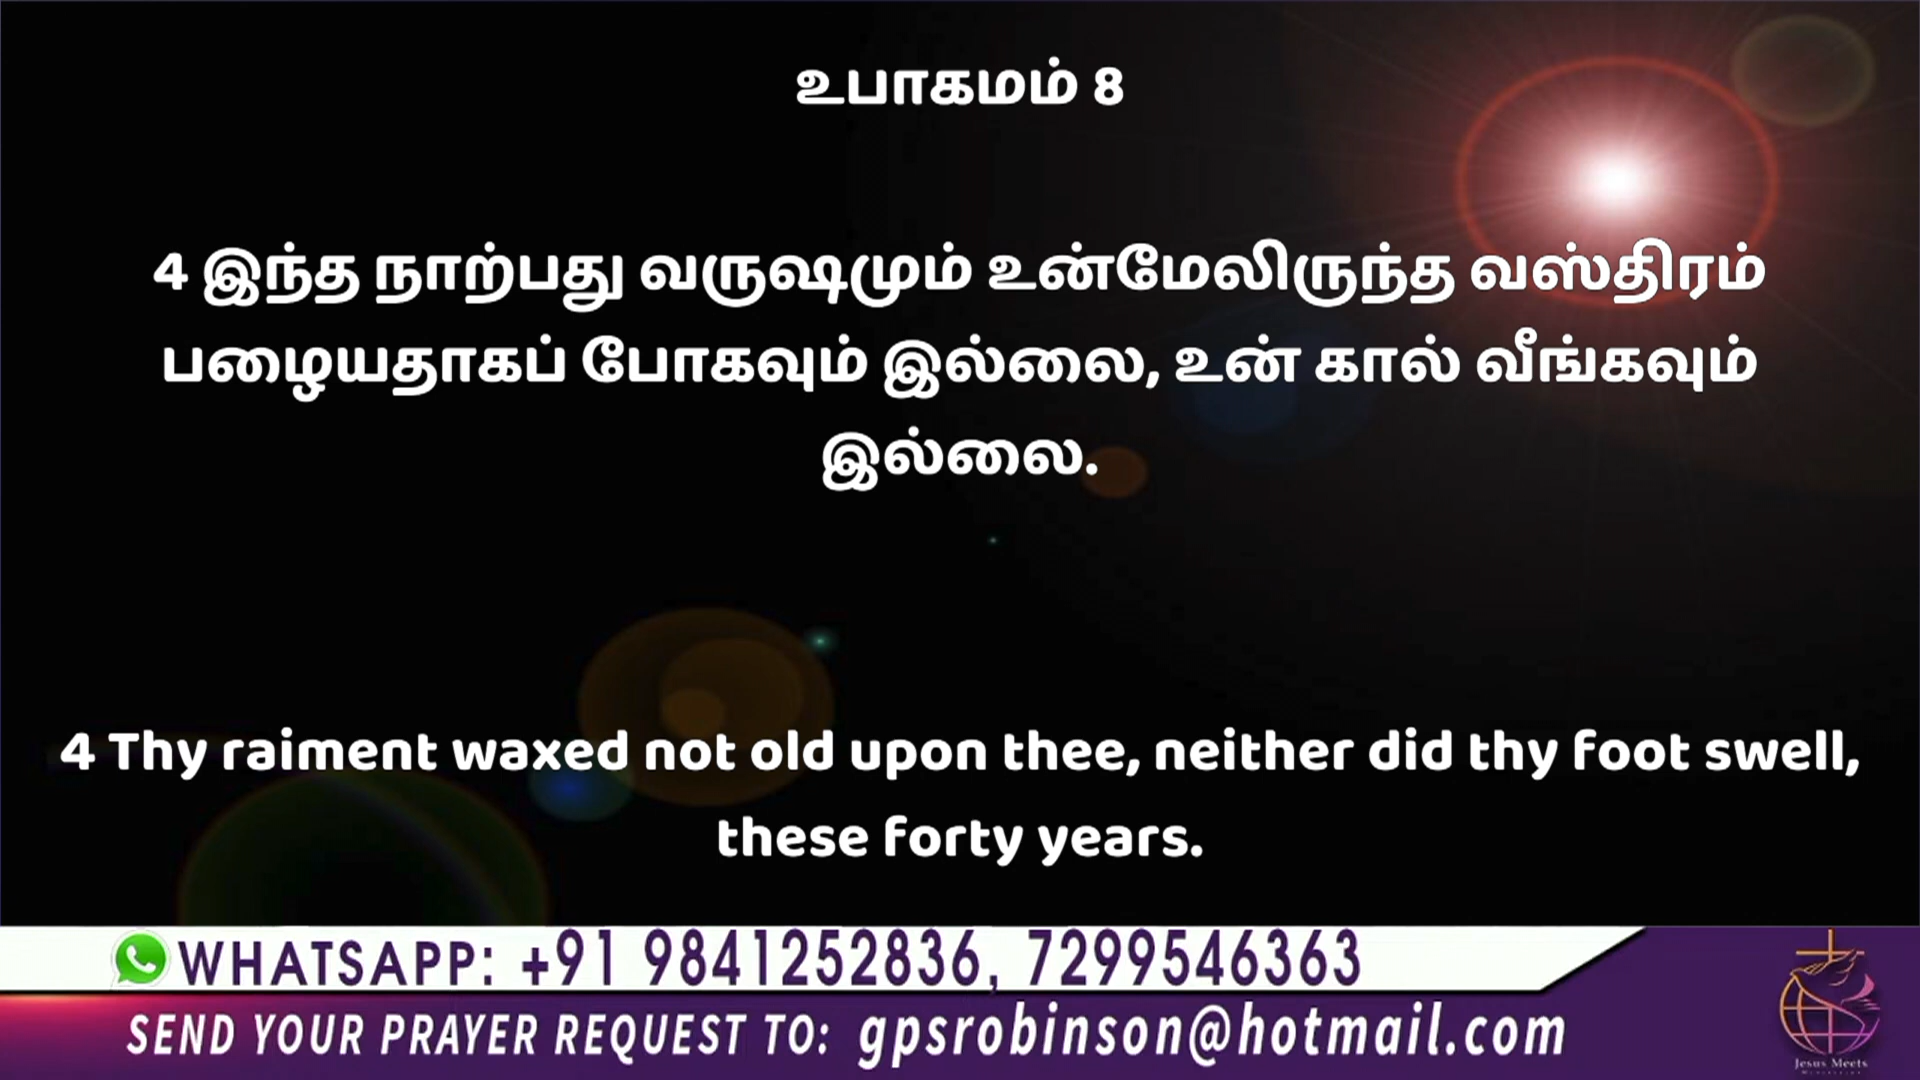 உபாகமம் 8
4 இந்த நாற்பது வருஷமும் உன்மேலிருந்த வஸ்திரம்
பழையதாகப் போகவும் இல்லை, உன் கால் வீங்கவும்
இல்லை.
4 Thy raiment waxed not old upon thee, neither did thy foot swell,
these forty years.
WHATSAPP: +91 9841252836, 7299546363
SEND YOUR PRAYER REQUEST TO: gpsrobinson@hotmail.com
Jesus Meets